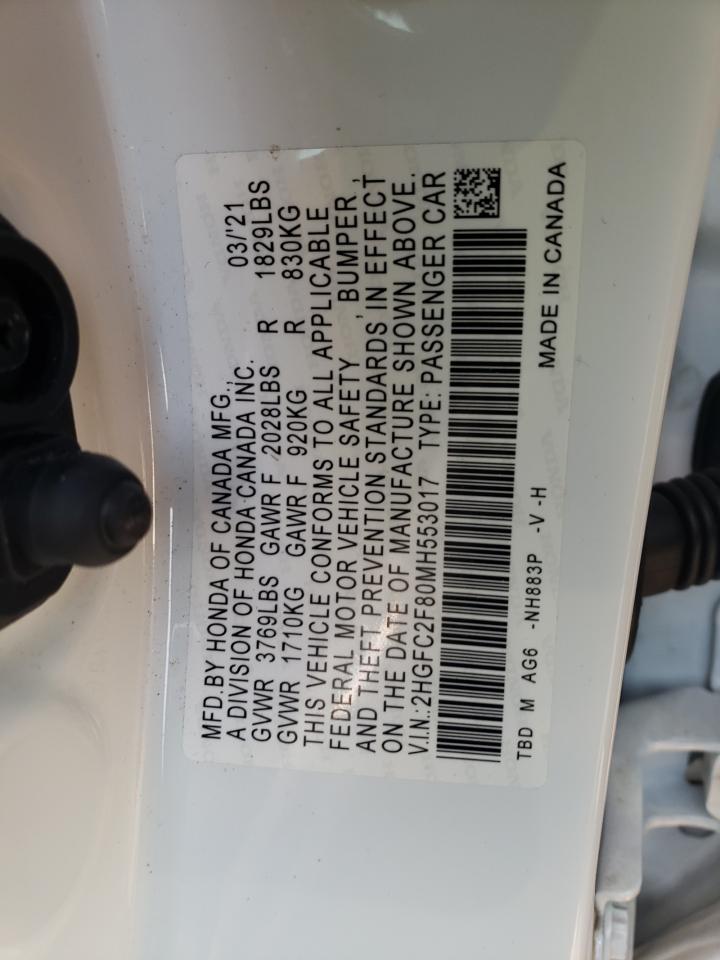 MFD.BY HONDA OF CANADA MFG., 03/'21
A DIVISION OF HONDA CANADA INC.
GVWR 3769LBS GAWR F 2028LBS R 1829LBS
GVWR 1710KG GAWR F 920KG R 830KG
THIS VEHICLE CONFORMS TO ALL APPLICABLE
FEDERAL MOTOR VEHICLE SAFETY , BUMPER ,
AND THEFT PREVENTION STANDARDS IN EFFECT
ON THE DATE OF MANUFACTURE SHOWN ABOVE.
V.I.N.:2HGFC2F80MH553017 TYPE: PASSENGER CAR
TBD M AG6 -NH883P -V -H MADE IN CANADA